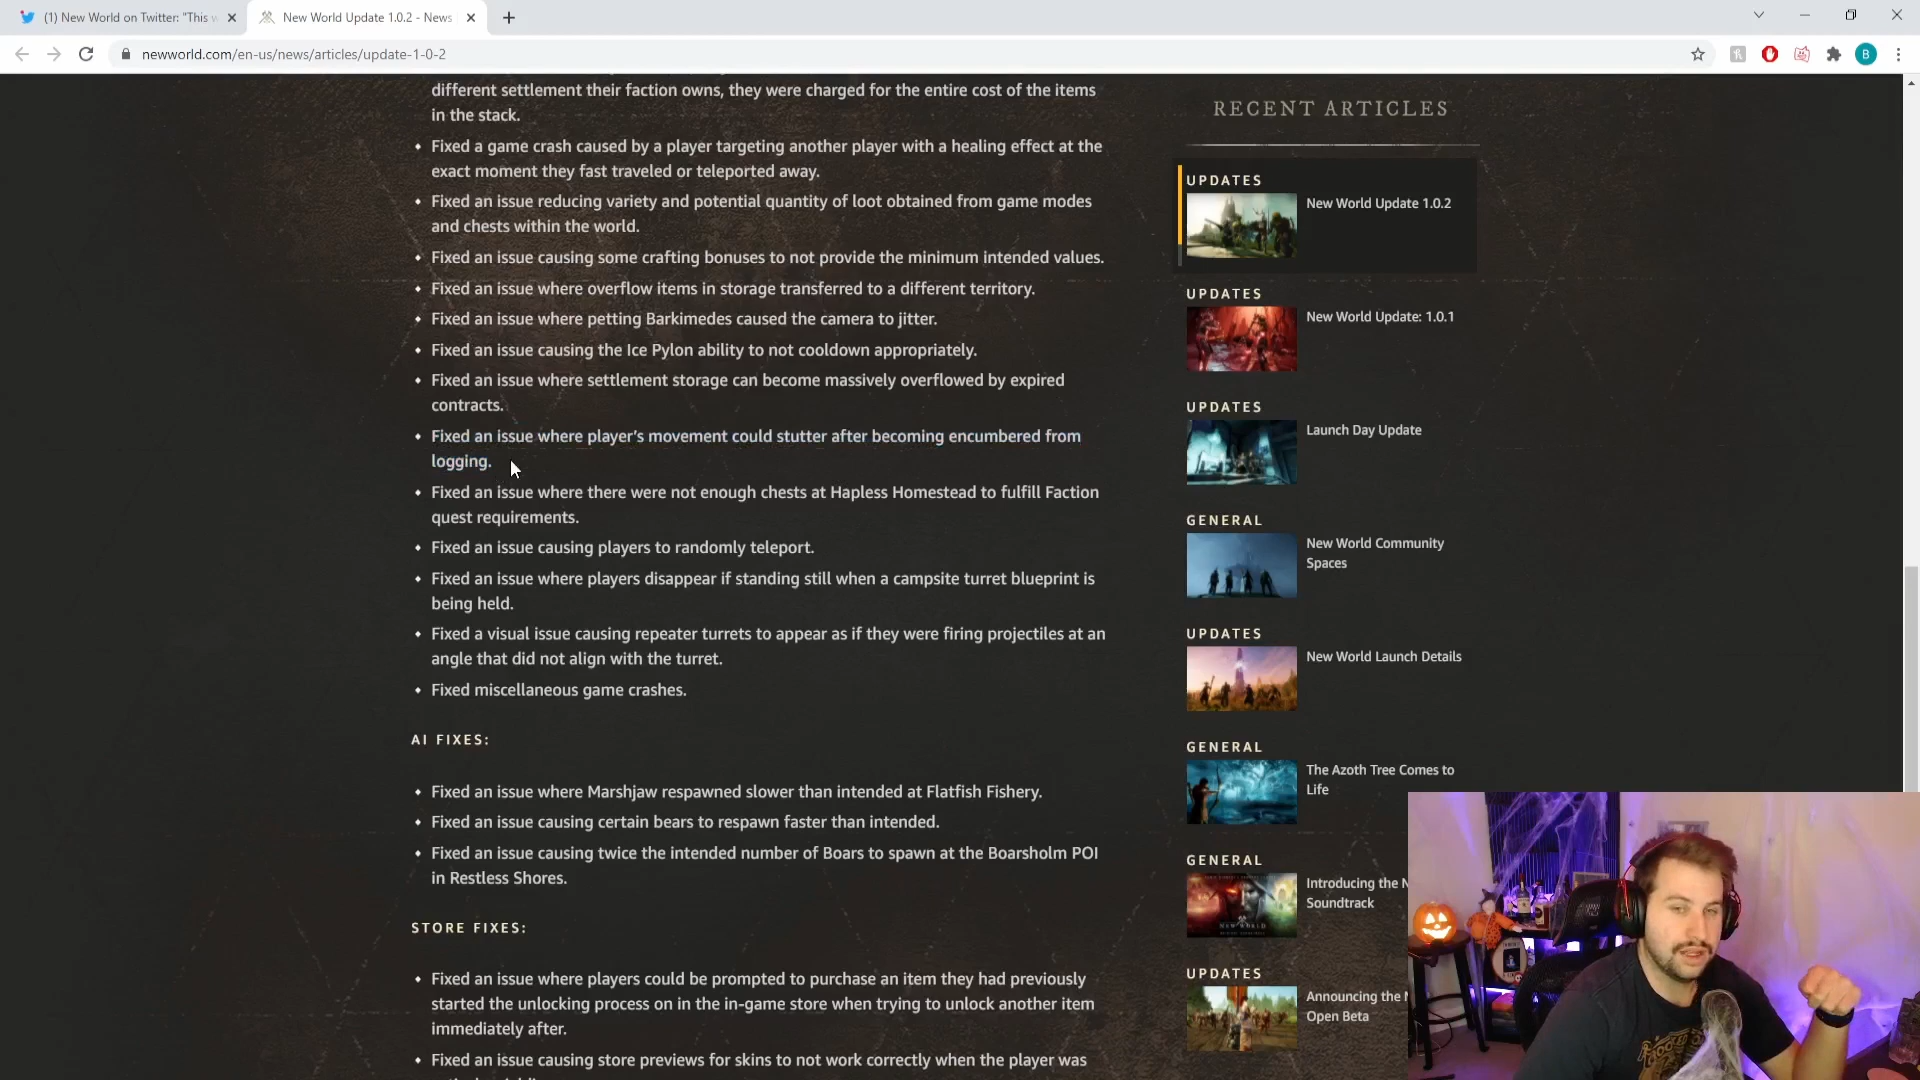 (1) New World on Twitter: "This w
New World Update 1.0.2 - News
newworld.com/en-us/news/articles/update-1-0-2
B
different settlement their faction owns, they were charged for the entire cost of the items
in the stack.
Fixed a game crash caused by a player targeting another player with a healing effect at the
exact moment they fast traveled or teleported away.
Fixed an issue reducing variety and potential quantity of loot obtained from game modes
and chests within the world.
Fixed an issue causing some crafting bonuses to not provide the minimum intended values.
Fixed an issue where overflow items in storage transferred to a different territory.
Fixed an issue where petting Barkimedes caused the camera to jitter.
Fixed an issue causing the Ice Pylon ability to not cooldown appropriately.
Fixed an issue where settlement storage can become massively overflowed by expired
contracts.
Fixed an issue where player's movement could stutter after becoming encumbered from
logging.
Fixed an issue where there were not enough chests at Hapless Homestead to fulfill Faction
quest requirements.
Fixed an issue causing players to randomly teleport.
Fixed an issue where players disappear if standing still when a campsite turret blueprint is
being held.
Fixed a visual issue causing repeater turrets to appear as if they were firing projectiles at an
angle that did not align with the turret.
Fixed miscellaneous game crashes.
AI FIXES:
Fixed an issue where Marshjaw respawned slower than intended at Flatfish Fishery.
Fixed an issue causing certain bears to respawn faster than intended.
Fixed an issue causing twice the intended number of Boars to spawn at the Boarsholm POI
in Restless Shores.
STORE FIXES:
Fixed an issue where players could be prompted to purchase an item they had previously
started the unlocking process on in the in-game store when trying to unlock another item
immediately after.
Fixed an issue causing store previews for skins to not work correctly when the player was
RECENT ARTICLES
UPDATES
New World Update 1.0.2
UPDATES
New World Update: 1.0.1
UPDATES
Launch Day Update
GENERAL
New World Community
Spaces
UPDATES
New World Launch Details
GENERAL
The Azoth Tree Comes to
Life
GENERAL
Introducing the N
Soundtrack
NEW WORLD
UPDATES
Announcing the N
Open Beta